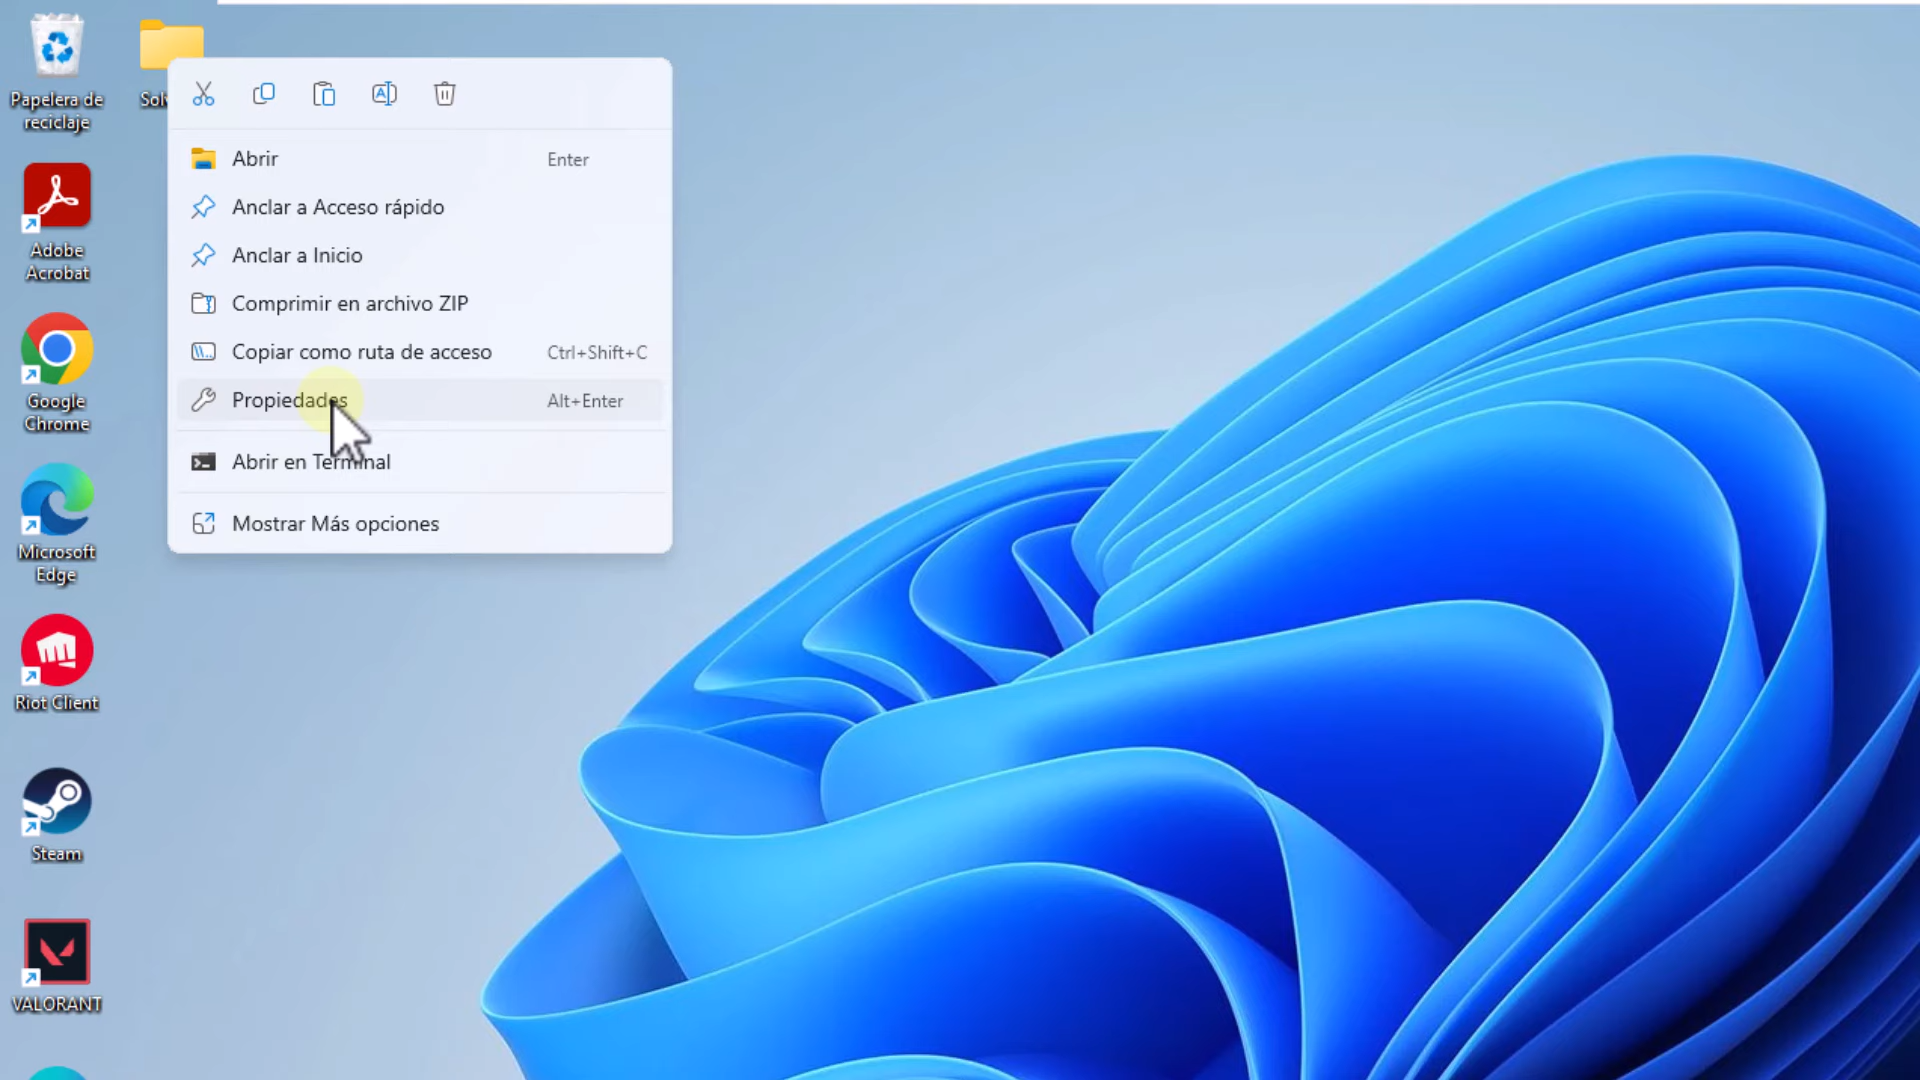 Papelera de
reciclaje
Abrir Enter
Anclar a Acceso rápido
Anclar a Inicio
Comprimir en archivo ZIP
Copiar como ruta de acceso Ctrl+Shift+C
Propiedades Alt+Enter
Abrir en Terminal
Mostrar Más opciones
Adobe
Acrobat
Google
Chrome
Microsoft
Edge
Riot Client
Steam
VALORANT